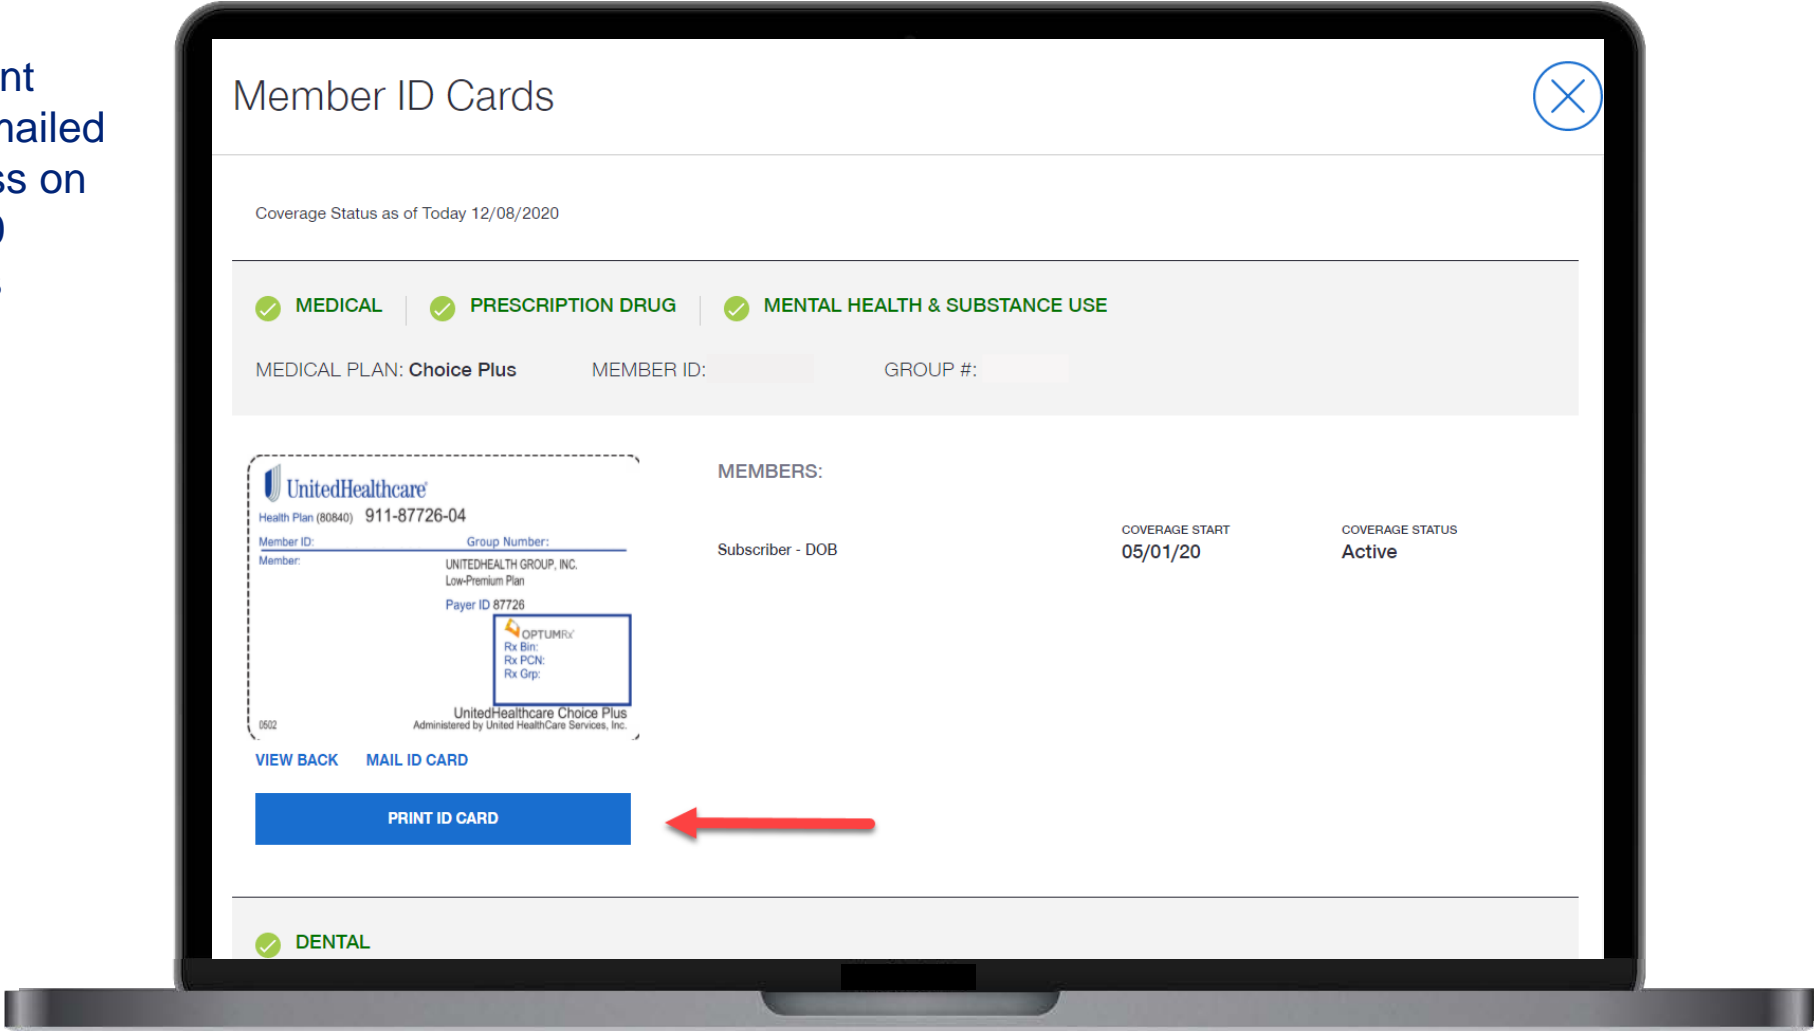 Member ID Cards
Coverage Status as of Today 12/08/2020
MEDICAL
PRESCRIPTION DRUG
MENTAL HEALTH & SUBSTANCE USE
MEDICAL PLAN: Choice Plus
MEMBER ID:
GROUP #:
UnitedHealthcare
Health Plan (80840) 911-87726-04
Member ID: Group Number:
Member:
UNITEDHEALTH GROUP, INC.
Low-Premium Plan
Payer ID 87726
OPTUMRx
Rx Bin:
Rx PCN:
Rx Grp:
UnitedHealthcare Choice Plus
0502 Administered by United HealthCare Services, Inc.
VIEW BACK MAIL ID CARD
PRINT ID CARD
MEMBERS:
Subscriber - DOB
COVERAGE START
05/01/20
COVERAGE STATUS
Active
DENTAL
on